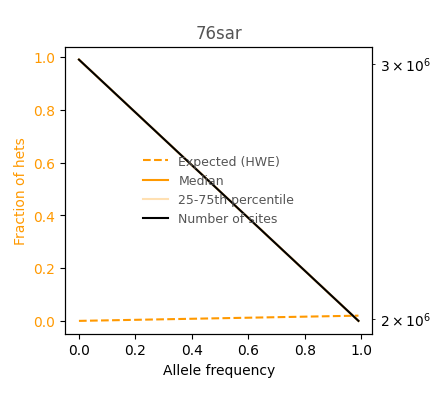 76sar
1.0
0.8
0.6
0.4
0.2
0.0
Fraction of hets
3 × 10⁶
2 × 10⁶
Expected (HWE)
Median
25-75th percentile
Number of sites
0.0 0.2 0.4 0.6 0.8 1.0
Allele frequency